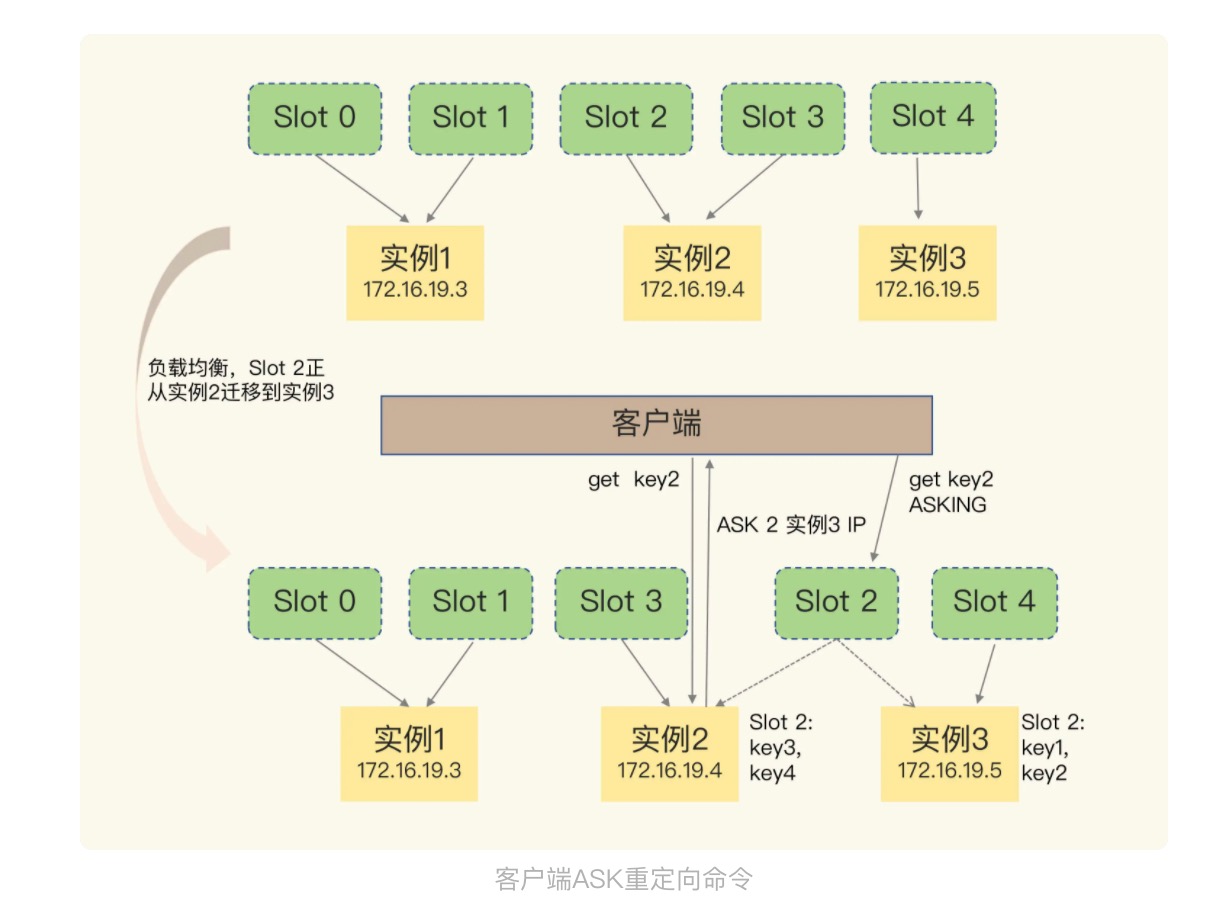 Slot 0
Slot 1
Slot 2
Slot 3
Slot 4
实例1
172.16.19.3
实例2
172.16.19.4
实例3
172.16.19.5
负载均衡，Slot 2正
从实例2迁移到实例3
客户端
get key2
ASK 2 实例3 IP
get key2
ASKING
Slot 0
Slot 1
Slot 3
Slot 2
Slot 4
实例1
172.16.19.3
实例2
172.16.19.4
Slot 2:
key3,
key4
实例3
172.16.19.5
Slot 2:
key1,
key2
客户端ASK重定向命令